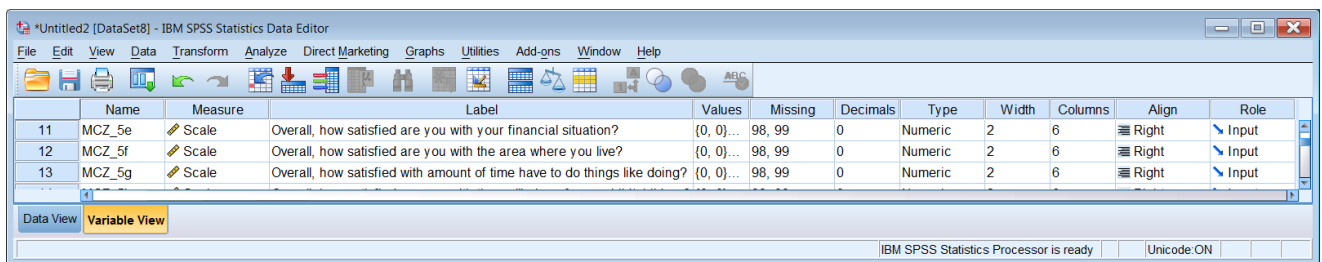 *Untitled2 [DataSet8] - IBM SPSS Statistics Data Editor
File Edit View Data Transform Analyze Direct Marketing Graphs Utilities Add-ons Window Help
Name Measure Label Values Missing Decimals Type Width Columns Align Role
11 MCZ_5e Scale Overall, how satisfied are you with your financial situation? {0, 0}... 98, 99 0 Numeric 2 6 Right Input
12 MCZ_5f Scale Overall, how satisfied are you with the area where you live? {0, 0}... 98, 99 0 Numeric 2 6 Right Input
13 MCZ_5g Scale Overall, how satisfied with amount of time have to do things like doing? {0, 0}... 98, 99 0 Numeric 2 6 Right Input
Data View Variable View
IBM SPSS Statistics Processor is ready Unicode:ON